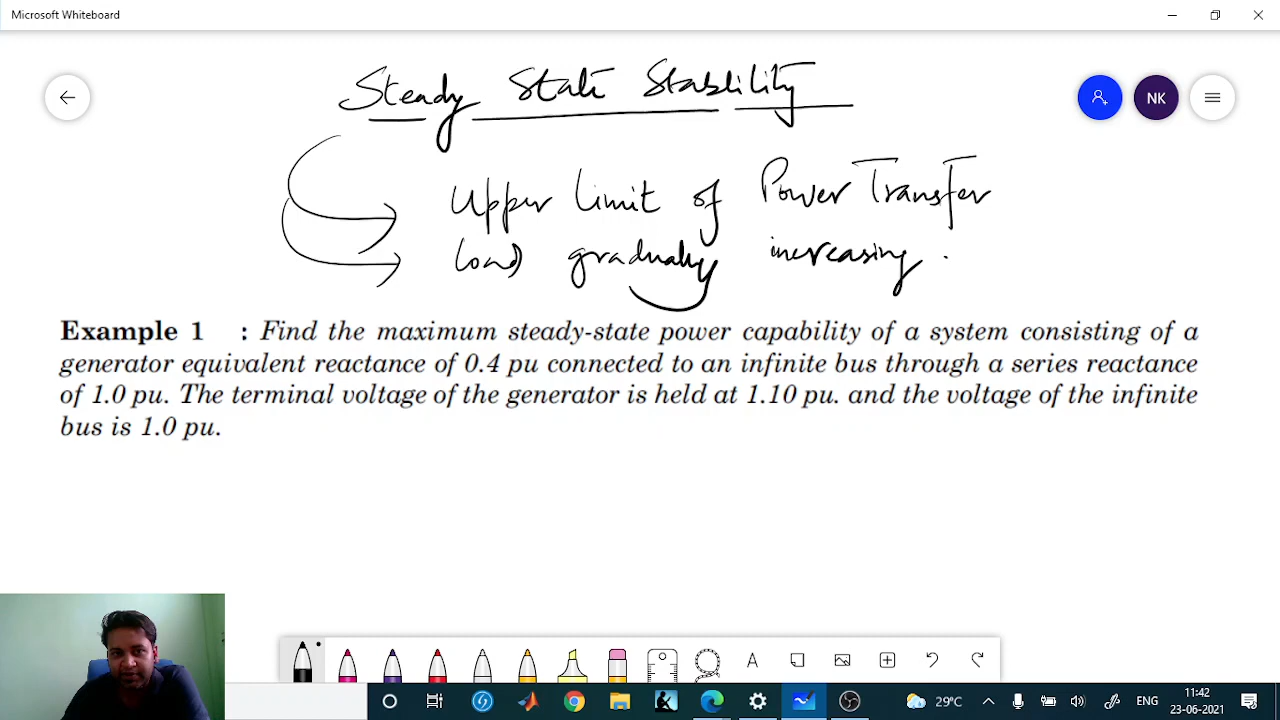 Microsoft Whiteboard
Steady State Stability
NK
Upper Limit of Power Transfer
load gradually increasing.
Example 1 : Find the maximum steady-state power capability of a system consisting of a
generator equivalent reactance of 0.4 pu connected to an infinite bus through a series reactance
of 1.0 pu. The terminal voltage of the generator is held at 1.10 pu. and the voltage of the infinite
bus is 1.0 pu.
A
29°C
ENG
11:42
23-06-2021